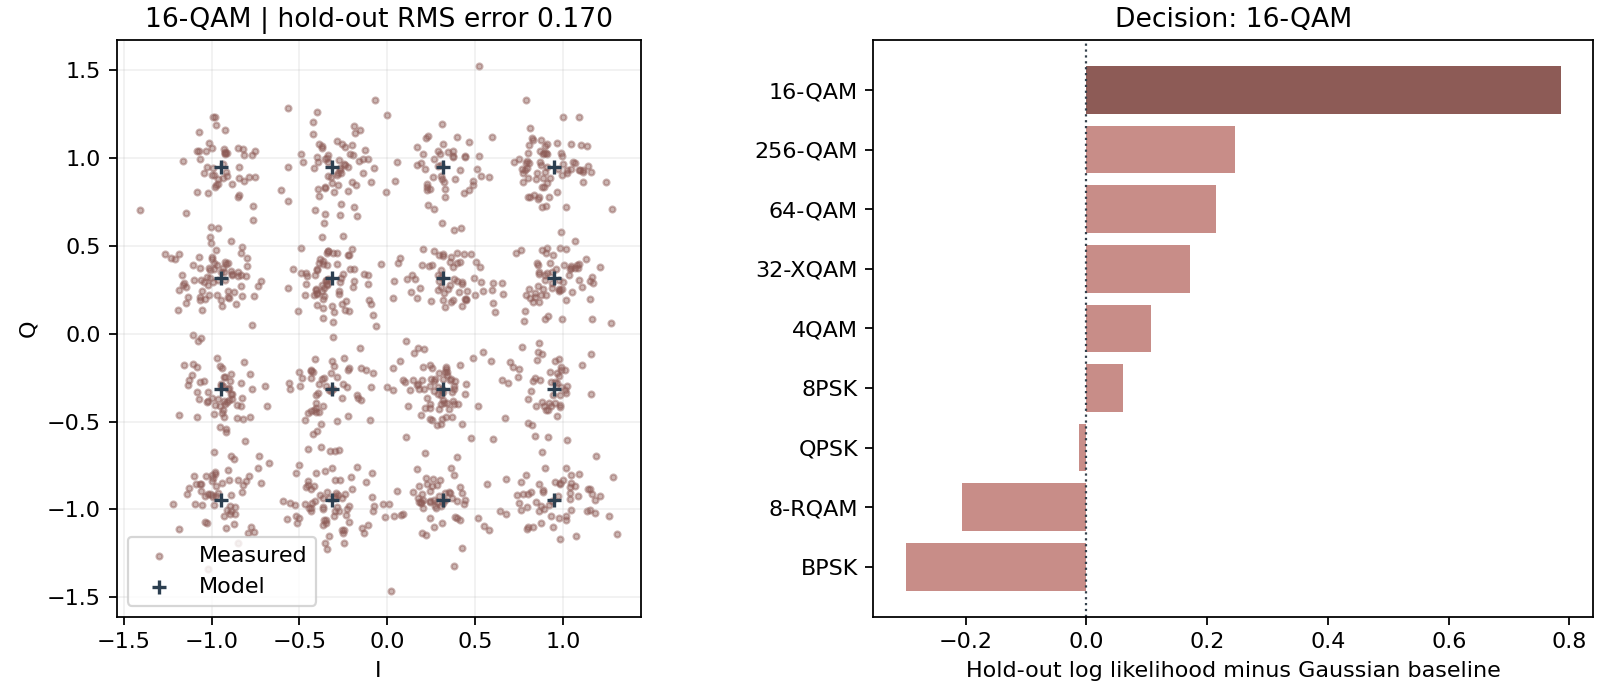 16-QAM | hold-out RMS error 0.170
1.5
1.0
0.5
0.0
−0.5
−1.0
−1.5
Q
Measured
Model
−1.5
−1.0
−0.5
0.0
0.5
1.0
I
Decision: 16-QAM
16-QAM
256-QAM
64-QAM
32-XQAM
4QAM
8PSK
QPSK
8-RQAM
BPSK
−0.2
0.0
0.2
0.4
0.6
0.8
Hold-out log likelihood minus Gaussian baseline